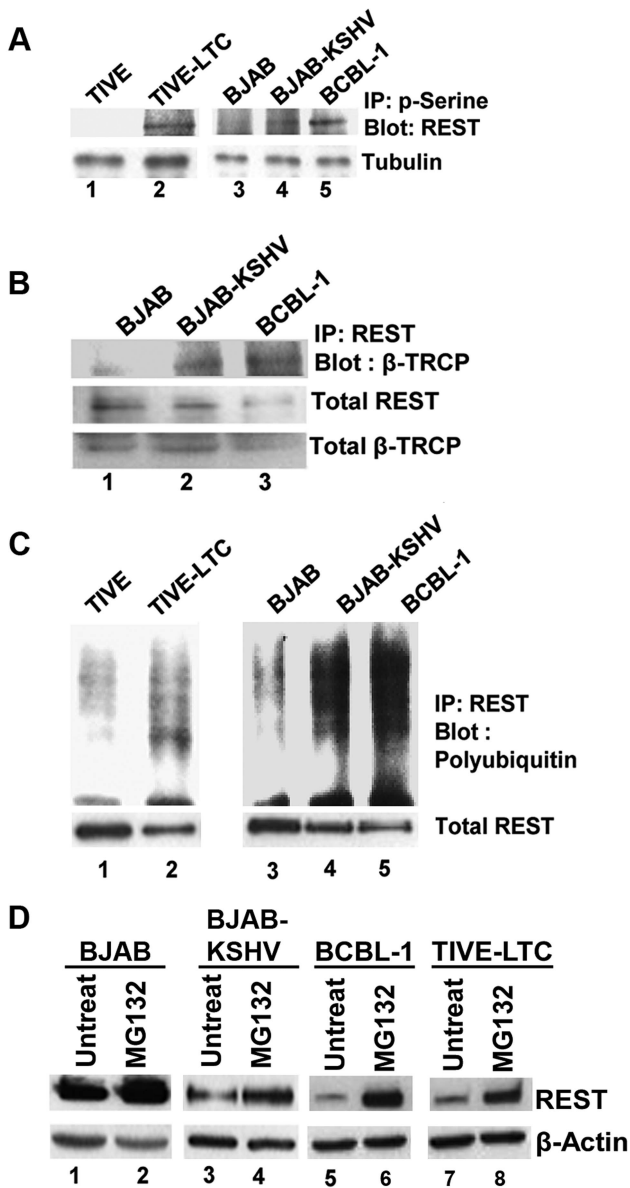 A
TIVE
TIVE-LTC
BJAB
BJAB-KSHV
BCBL-1
IP: p-Serine
Blot: REST
Tubulin
1 2 3 4 5
B
BJAB
BJAB-KSHV
BCBL-1
IP: REST
Blot : β-TRCP
Total REST
Total β-TRCP
1 2 3
C
TIVE
TIVE-LTC
BJAB
BJAB-KSHV
BCBL-1
IP: REST
Blot :
Polyubiquitin
Total REST
1 2 3 4 5
D
BJAB
BJAB-
KSHV
BCBL-1
TIVE-LTC
Untreat
MG132
Untreat
MG132
Untreat
MG132
Untreat
MG132
REST
β-Actin
1 2 3 4 5 6 7 8